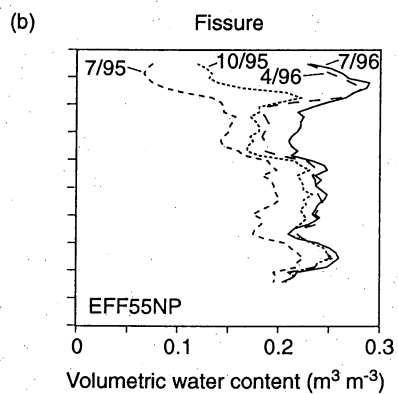 (b)
Fissure
7/95
10/95
7/96
4/96
EFF55NP
0 0.1 0.2 0.3
Volumetric water content (m³ m⁻³)